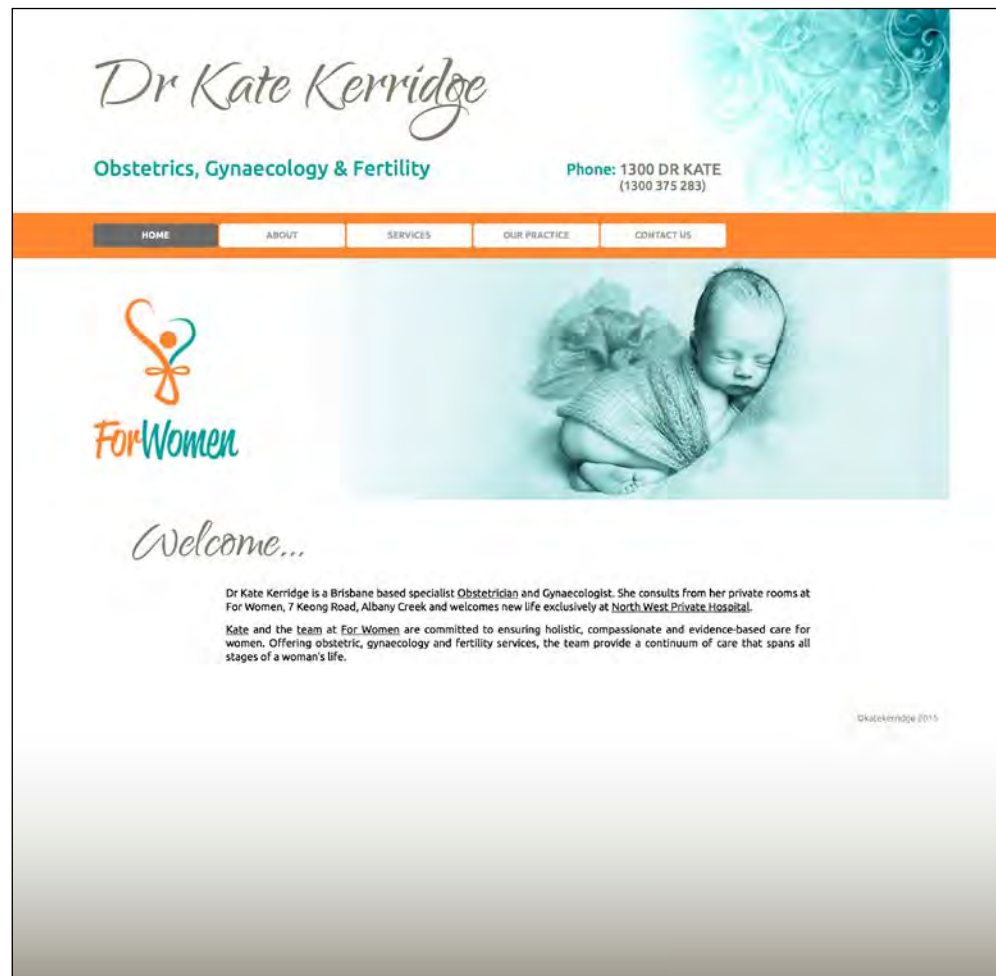 Dr Kate Kerridge
Obstetrics, Gynaecology & Fertility
Phone: 1300 DR KATE
(1300 375 283)
HOME
ABOUT
SERVICES
OUR PRACTICE
CONTACT US
ForWomen
Welcome...
Dr Kate Kerridge is a Brisbane based specialist Obstetrician and Gynaecologist. She consults from her private rooms at
For Women, 7 Keong Road, Albany Creek and welcomes new life exclusively at North West Private Hospital.
Kate and the team at For Women are committed to ensuring holistic, compassionate and evidence-based care for
women. Offering obstetric, gynaecology and fertility services, the team provide a continuum of care that spans all
stages of a woman's life.
©katekerridge 2015